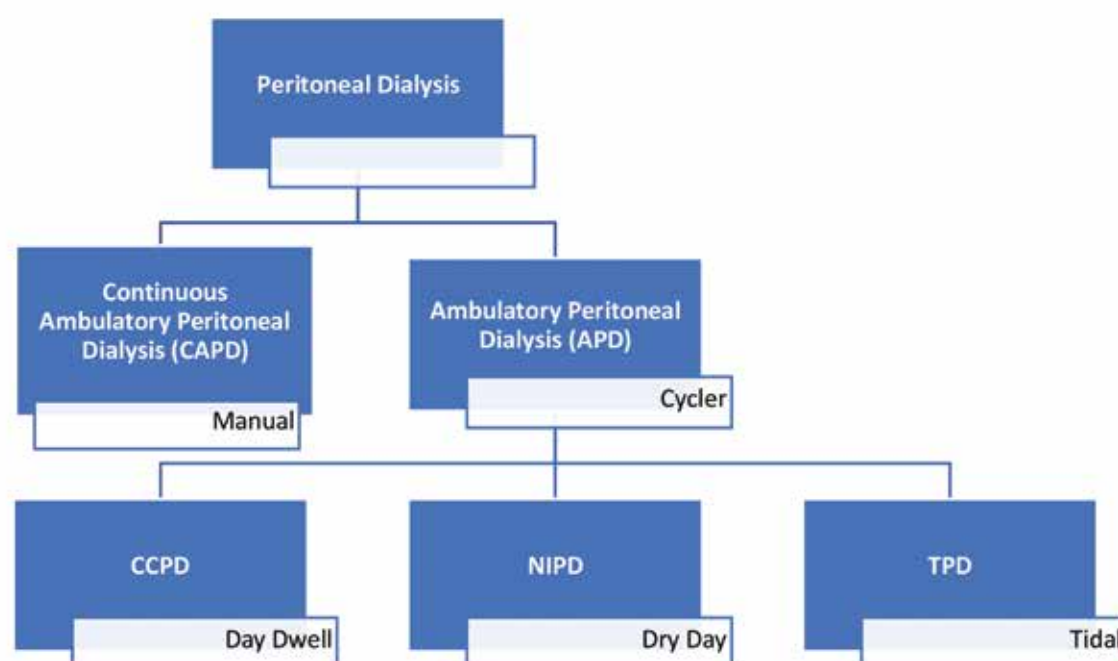 Peritoneal Dialysis
Continuous
Ambulatory Peritoneal
Dialysis (CAPD)
Manual
Ambulatory Peritoneal
Dialysis (APD)
Cycler
CCPD
Day Dwell
NIPD
Dry Day
TPD
Tidal